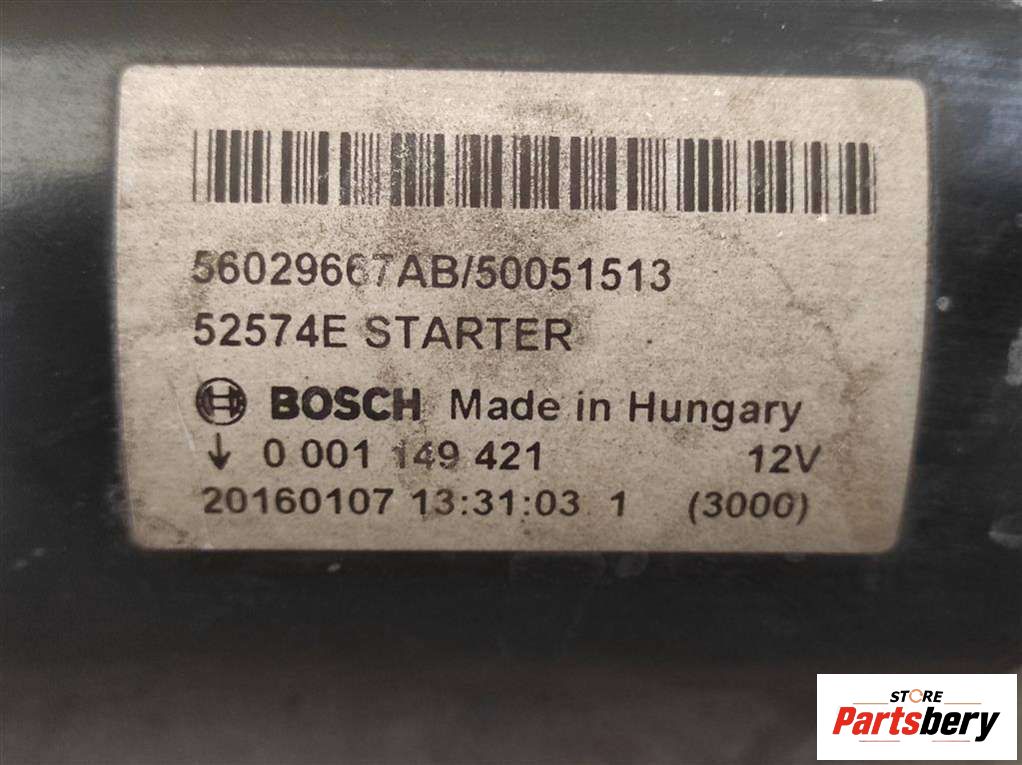 56029667AB/50051513
52574E STARTER
BOSCH Made in Hungary
↓ 0 001 149 421 12V
20160107 13:31:03 1 (3000)
STORE
Partsbery